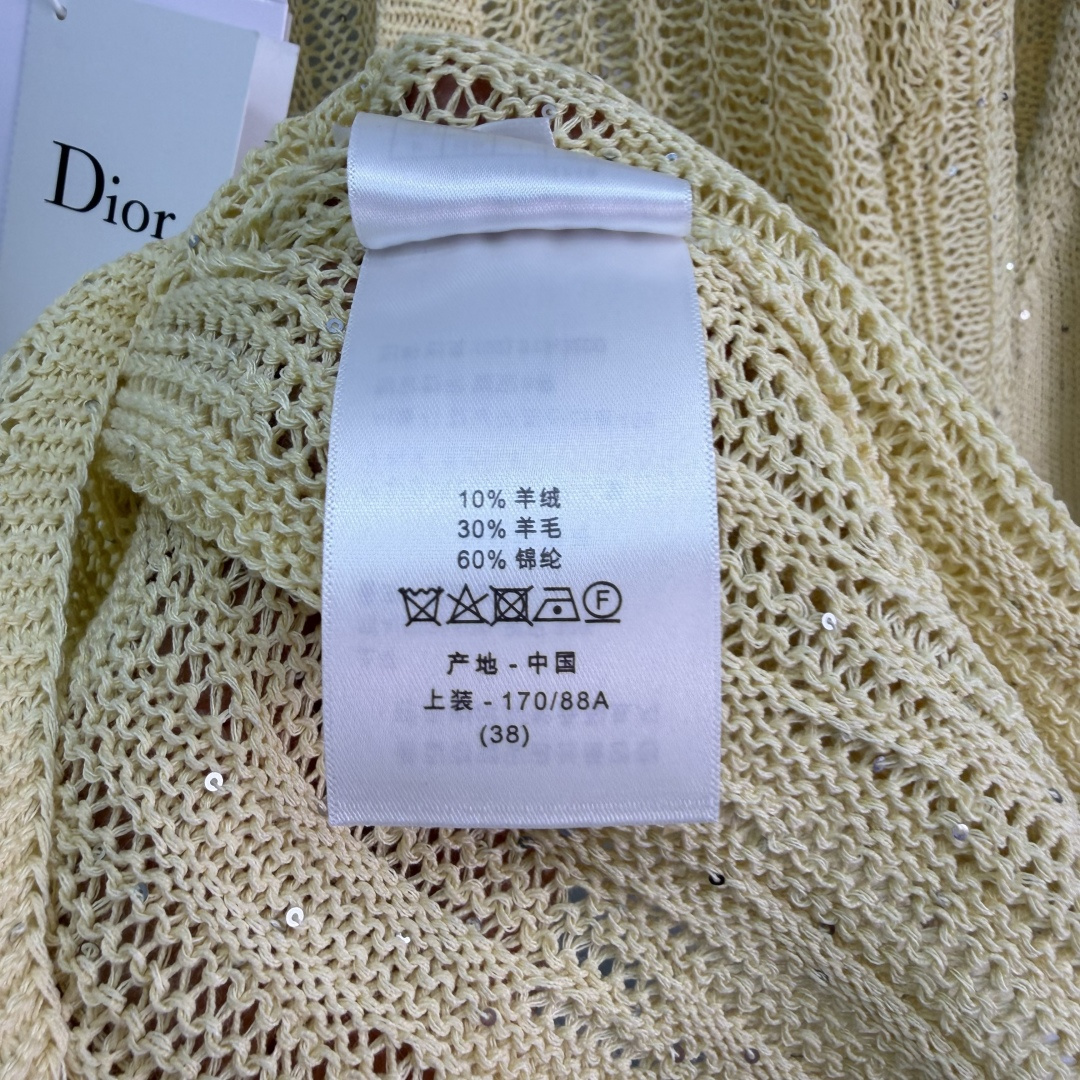 Dior
10% 羊绒
30% 羊毛
60% 锦纶
F
产地 - 中国
上装 - 170/88A
(38)